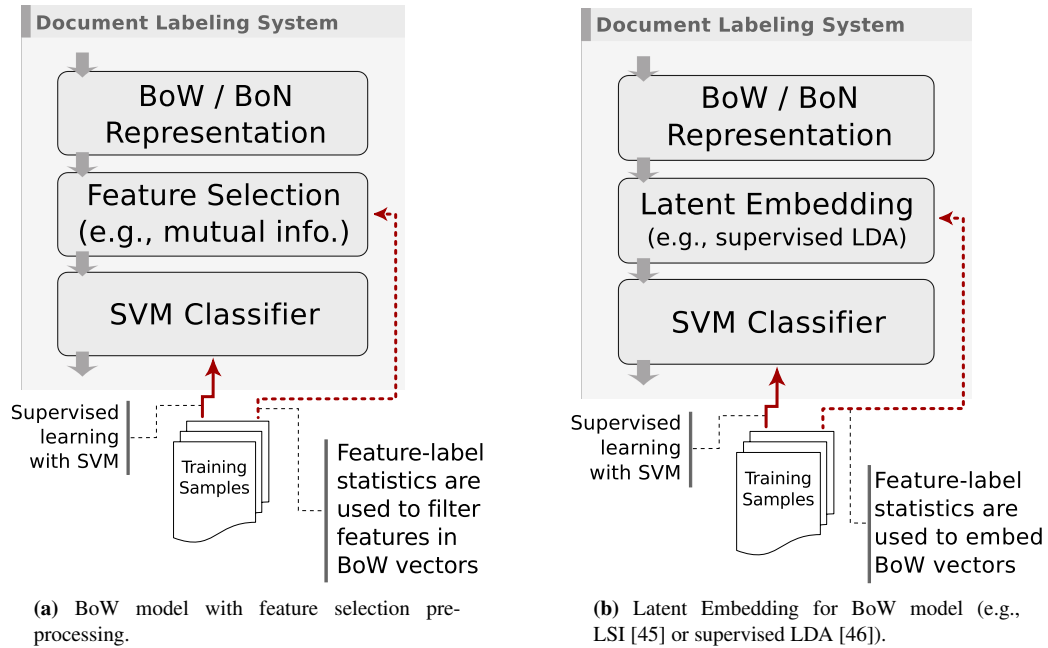 Document Labeling System
BoW / BoN
Representation
Feature Selection
(e.g., mutual info.)
SVM Classifier
Supervised
learning
with SVM
Training
Samples
Feature-label
statistics are
used to filter
features in
BoW vectors
(a) BoW model with feature selection pre-
processing.
Document Labeling System
BoW / BoN
Representation
Latent Embedding
(e.g., supervised LDA)
SVM Classifier
Supervised
learning
with SVM
Training
Samples
Feature-label
statistics are
used to embed
BoW vectors
(b) Latent Embedding for BoW model (e.g.,
LSI [45] or supervised LDA [46]).